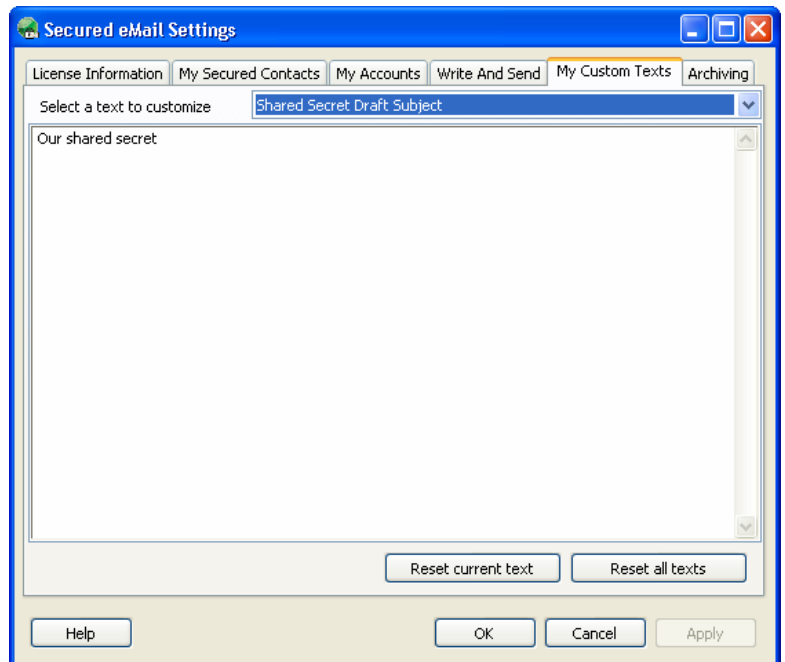 Secured eMail Settings
License Information My Secured Contacts My Accounts Write And Send My Custom Texts Archiving
Select a text to customize Shared Secret Draft Subject
Our shared secret
Reset current text Reset all texts
Help OK Cancel Apply